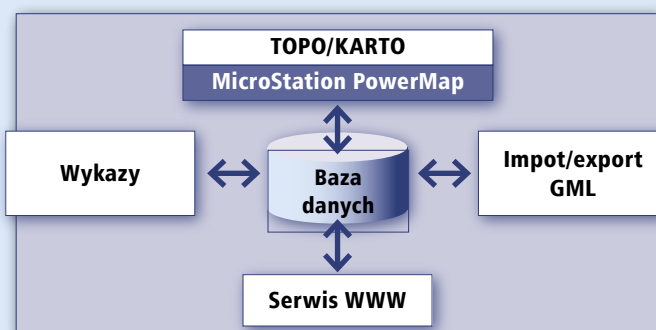 TOPO/KARTO
MicroStation PowerMap
Wykazy
Baza
danych
Impot/export
GML
Serwis WWW